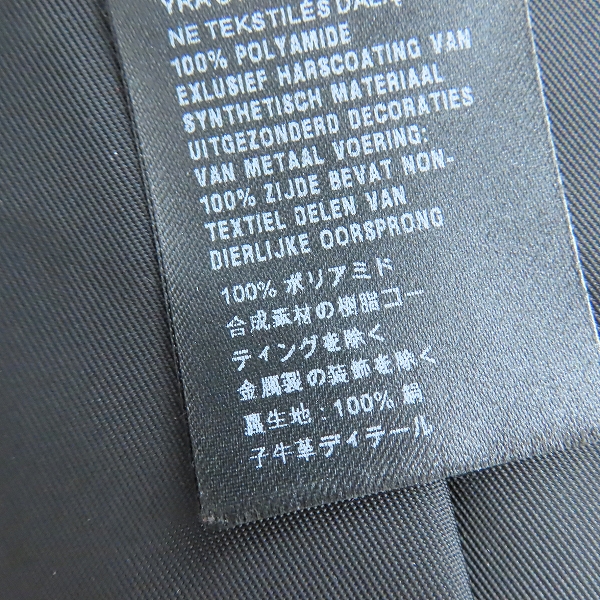 YRA
NE TEKSTILĖS
100% POLYAMIDE
EXLUSIEF HARSCOATING VAN
SYNTHETISCH MATERIAAL
UITGEZONDERD DECORATIES
VAN METAAL VOERING:
100% ZIJDE BEVAT NON-
TEXTIEL DELEN VAN
DIERLIJKE OORSPRONG
100% ポリアミド
合成素材の樹脂コー
ティングを除く
金属製の装飾を除く
裏生地 : 100% 絹
子牛革ディテール